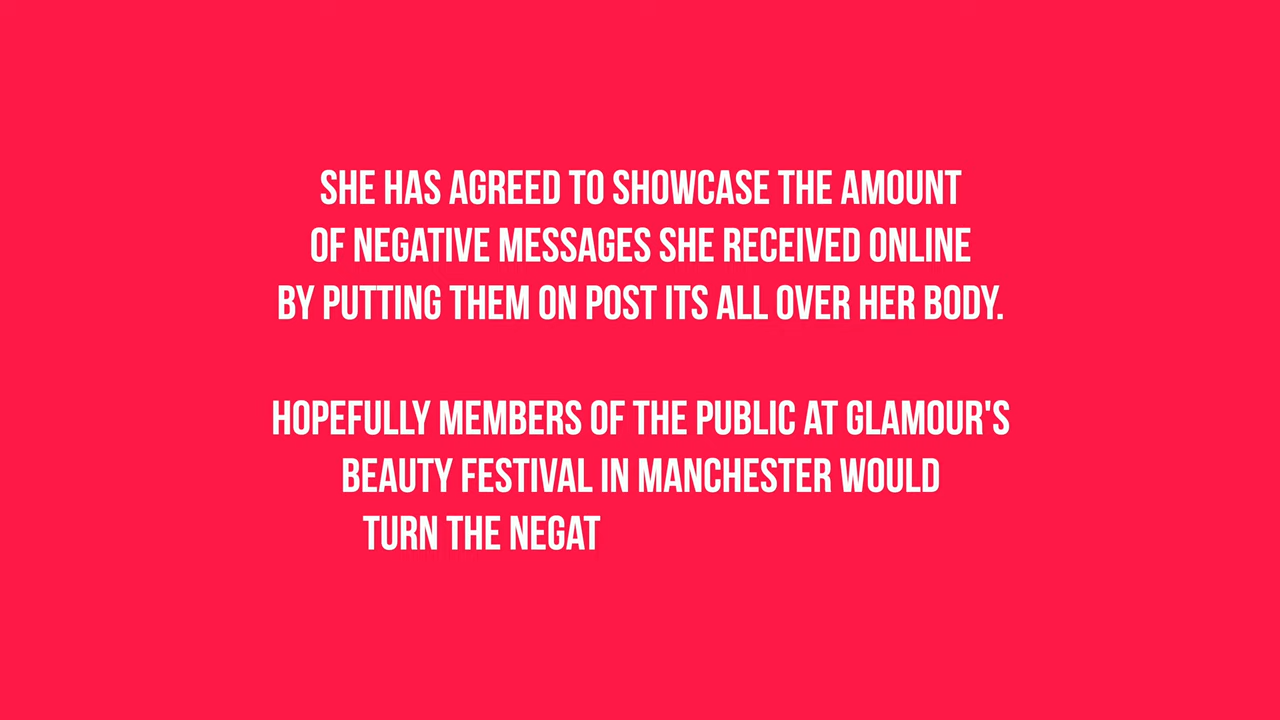 SHE HAS AGREED TO SHOWCASE THE AMOUNT
OF NEGATIVE MESSAGES SHE RECEIVED ONLINE
BY PUTTING THEM ON POST ITS ALL OVER HER BODY.
HOPEFULLY MEMBERS OF THE PUBLIC AT GLAMOUR'S
BEAUTY FESTIVAL IN MANCHESTER WOULD
TURN THE NEGAT